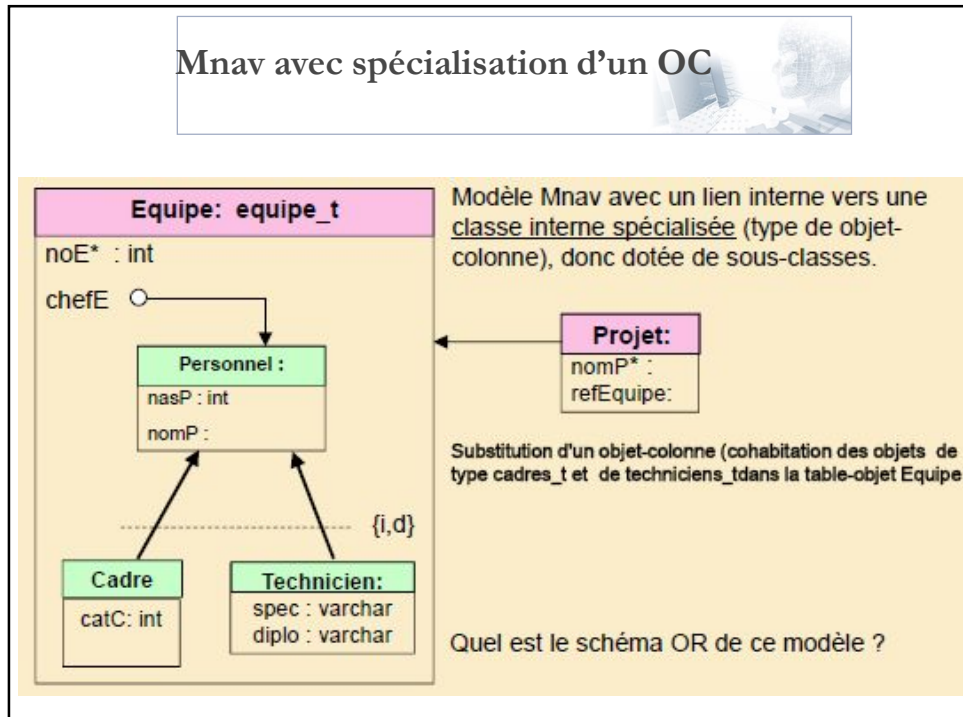 Mnav avec spécialisation d'un OC
Equipe: equipe_t
noE* : int
chefE
Personnel :
nasP : int
nomP :
{i,d}
Cadre
catC: int
Technicien:
spec : varchar
diplo : varchar
Modèle Mnav avec un lien interne vers une
classe interne spécialisée (type de objet-
colonne), donc dotée de sous-classes.
Projet:
nomP* :
refEquipe:
Substitution d'un objet-colonne (cohabitation des objets de
type cadres_t et de techniciens_tdans la table-objet Equipe
Quel est le schéma OR de ce modèle ?